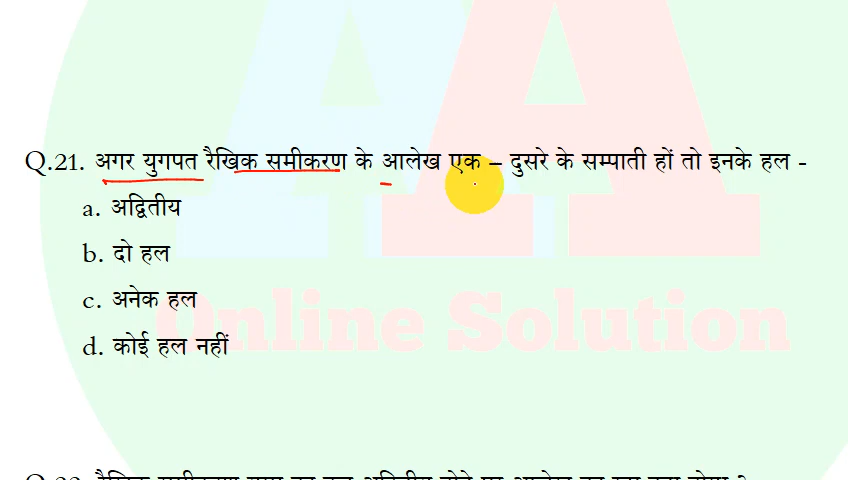 Q.21. अगर युगपत रैखिक समीकरण के आलेख एक – दुसरे के सम्पाती हों तो इनके हल -
a. अद्वितीय
b. दो हल
c. अनेक हल
Online Solution
d. कोई हल नहीं